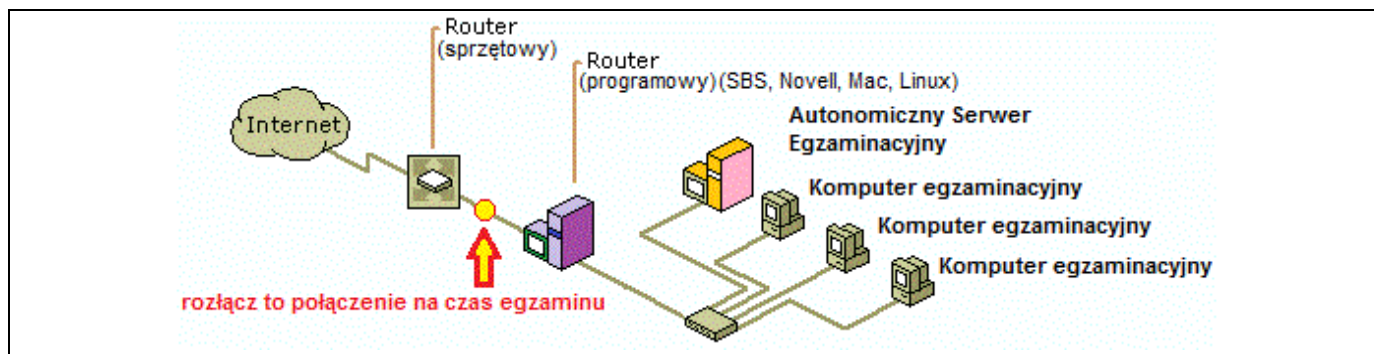 Router
(sprzętowy)
Router
(programowy)(SBS, Novell, Mac, Linux)
Internet
Autonomiczny Serwer
Egzaminacyjny
Komputer egzaminacyjny
Komputer egzaminacyjny
Komputer egzaminacyjny
rozłącz to połączenie na czas egzaminu